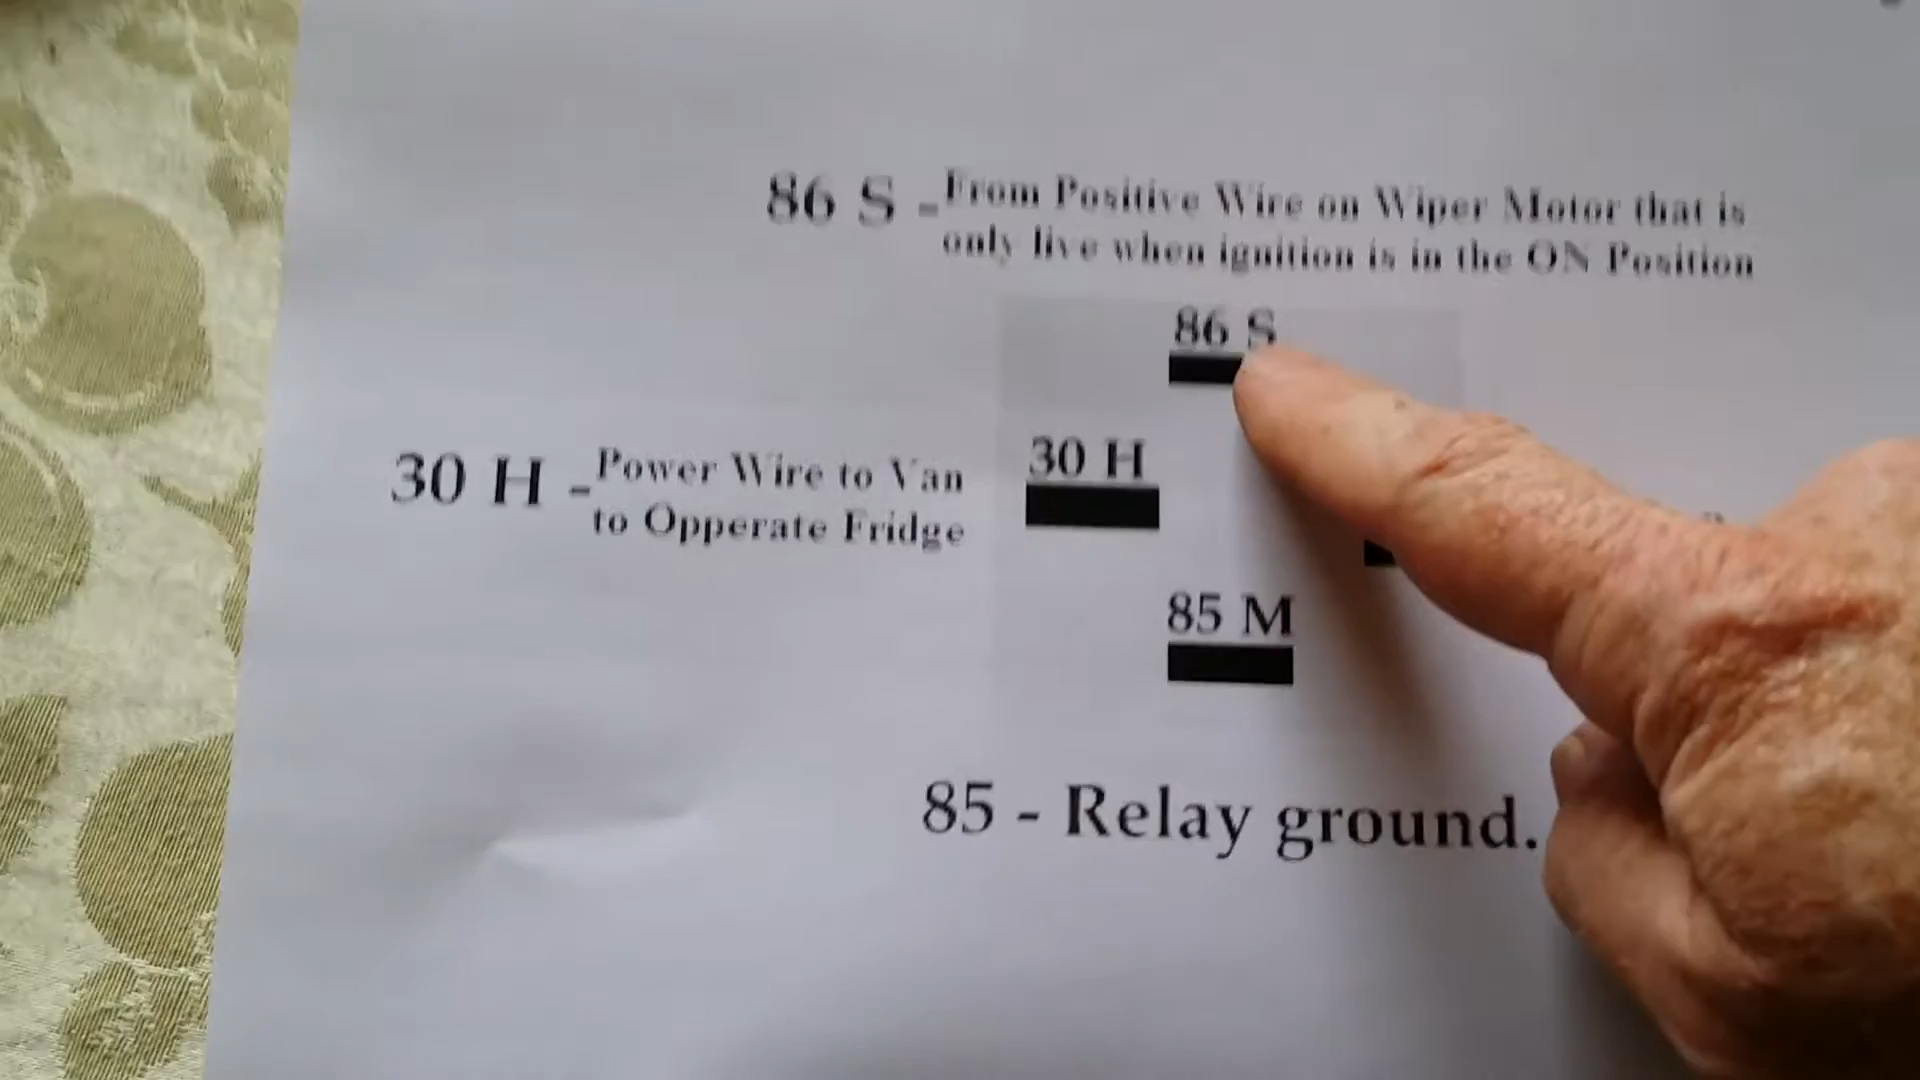 86 S - From Positive Wire on Wiper Motor that is
only live when ignition is in the ON Position
86 S
30 H - Power Wire to Van
to Opperate Fridge
30 H
85 M
85 - Relay ground.